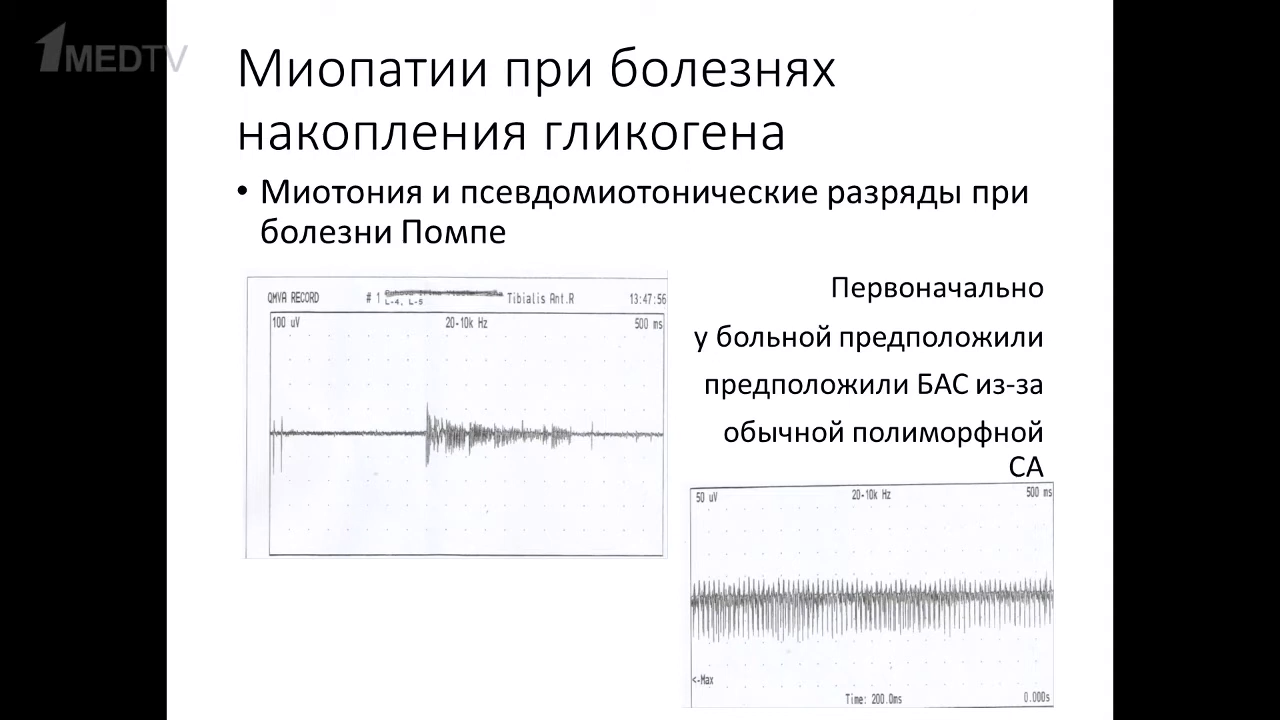 1MEDTV
Миопатии при болезнях
накопления гликогена
• Миотония и псевдомиотонические разряды при
болезни Помпе
QMVA RECORD # 1 Tibialis Ant.R 13:47:56
L-4, L-5
100 uV 20-10k Hz 500 ms
Первоначально
у больной предположили
предположили БАС из-за
обычной полиморфной
СА
50 uV 20-10k Hz 500 ms
<-Max
Time: 200.0ms 0.000s